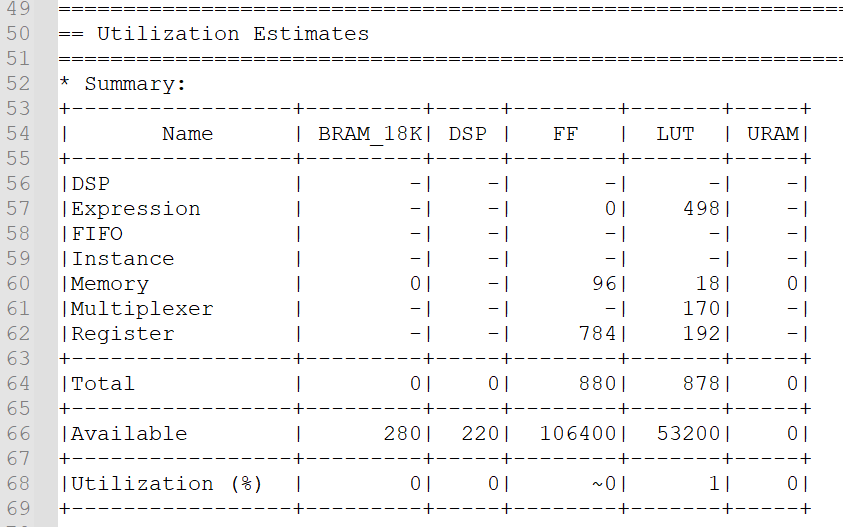 49 ============================================================
50 == Utilization Estimates
51 ============================================================
52 * Summary:
53 +-----------------+---------+-----+--------+-------+-----+
54 |       Name      | BRAM_18K| DSP |   FF   |  LUT  | URAM|
55 +-----------------+---------+-----+--------+-------+-----+
56 |DSP              |        -|    -|       -|      -|    -|
57 |Expression       |        -|    -|       0|    498|    -|
58 |FIFO             |        -|    -|       -|      -|    -|
59 |Instance         |        -|    -|       -|      -|    -|
60 |Memory           |        0|    -|      96|     18|    0|
61 |Multiplexer      |        -|    -|       -|    170|    -|
62 |Register         |        -|    -|     784|    192|    -|
63 +-----------------+---------+-----+--------+-------+-----+
64 |Total            |        0|    0|     880|    878|    0|
65 +-----------------+---------+-----+--------+-------+-----+
66 |Available        |      280|  220|  106400|  53200|    0|
67 +-----------------+---------+-----+--------+-------+-----+
68 |Utilization (%)  |        0|    0|      ~0|      1|    0|
69 +-----------------+---------+-----+--------+-------+-----+